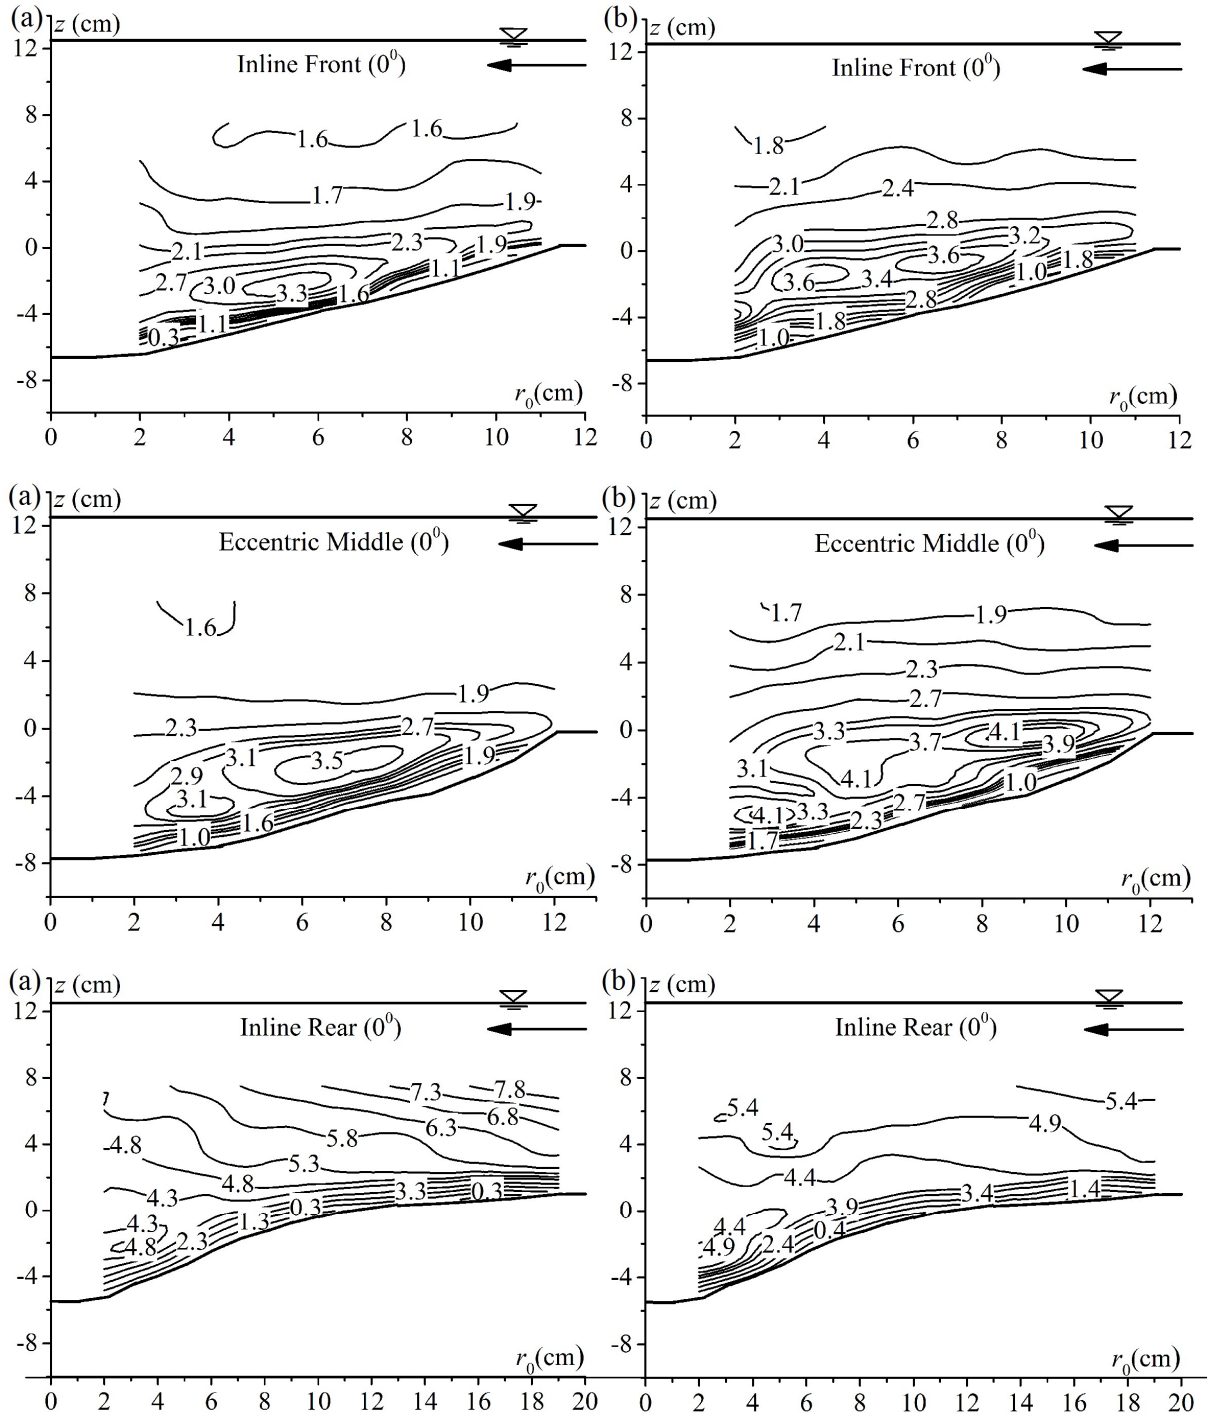 (a) z (cm)
12
Inline Front (0⁰)
8
1.6 1.6
4
1.7
1.9
0
2.1 2.3 1.9
2.7 3.0 3.3 1.6 1.1
-4
0.3 1.1
-8
r₀(cm)
0 2 4 6 8 10 12
(b) z (cm)
12
Inline Front (0⁰)
8
1.8
4
2.1 2.4
2.8
0
3.0 3.6 3.2
3.6 3.4 1.0 1.8
-4
2.8
1.0 1.8
-8
r₀(cm)
0 2 4 6 8 10 12
(a) z (cm)
12
Eccentric Middle (0⁰)
8
1.6
4
1.9
0
2.3 2.7
3.1 3.5 1.9
2.9
-4
3.1
1.0 1.6
-8
r₀(cm)
0 2 4 6 8 10 12
(b) z (cm)
12
Eccentric Middle (0⁰)
8
1.7 1.9
2.1
4
2.3
2.7
0
3.3 3.7 4.1 3.9
3.1 4.1 1.0
-4
4.1 3.3 2.3 2.7
1.7
-8
r₀(cm)
0 2 4 6 8 10 12
(a) z (cm)
12
Inline Rear (0⁰)
8
7.3 7.8
6.8
6.3
5.8
4
4.8
5.3
4.8
4.3 3.3 0.3
0
4.3 1.3 0.3
4.8 2.3
-4
-8
r₀(cm)
0 2 4 6 8 10 12 14 16 18 20
(b) z (cm)
12
Inline Rear (0⁰)
8
5.4 5.4
5.4 4.9
4
4.4
3.9 3.4 1.4
0
4.4 0.4
4.9 2.4
-4
-8
r₀(cm)
0 2 4 6 8 10 12 14 16 18 20